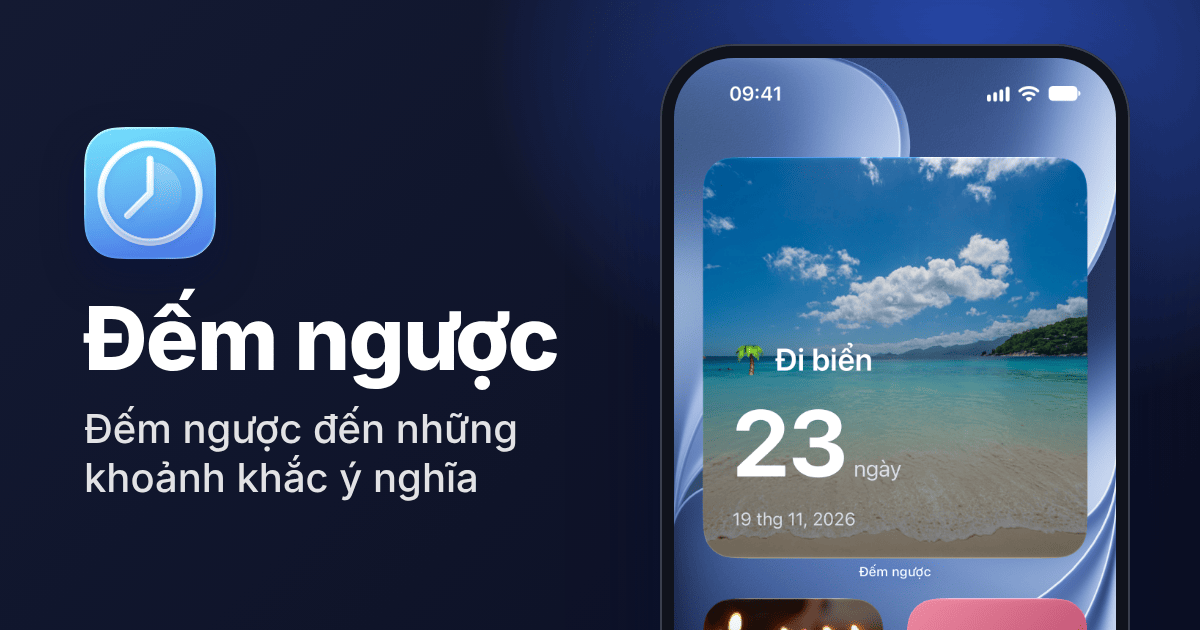 Đếm ngược
Đếm ngược đến những
khoảnh khắc ý nghĩa
09:41
Đi biển
23 ngày
19 thg 11, 2026
Đếm ngược